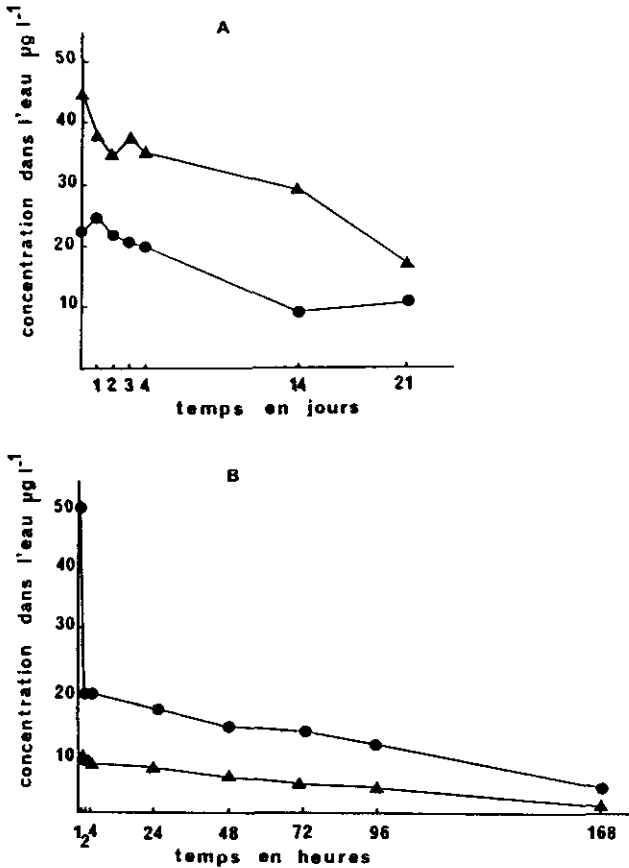 A
concentration dans l'eau µg l-1
50
40
30
20
10
1 2 3 4 14 21
temps en jours
B
concentration dans l'eau µg l-1
50
40
30
20
10
1 2 4 24 48 72 96 168
temps en heures